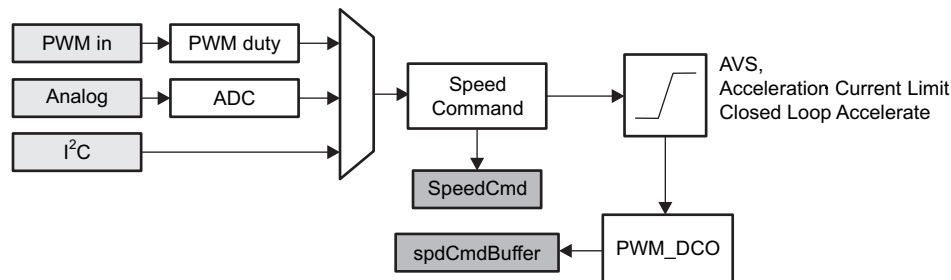 PWM in
PWM duty
Analog
ADC
I²C
Speed
Command
SpeedCmd
AVS,
Acceleration Current Limit
Closed Loop Accelerate
PWM_DCO
spdCmdBuffer